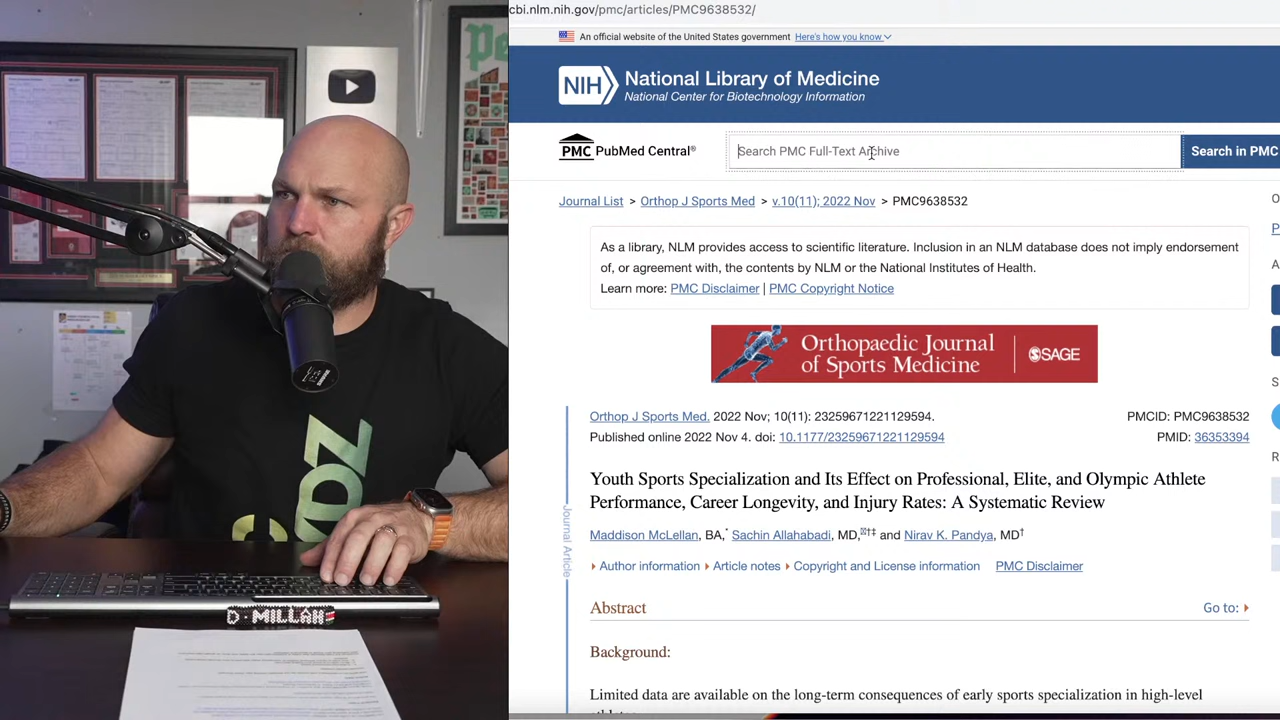 cbi.nlm.nih.gov/pmc/articles/PMC9638532/
An official website of the United States government Here's how you know
NIH National Library of Medicine
National Center for Biotechnology Information
PMC PubMed Central®
Search PMC Full-Text Archive
Search in PMC
Journal List > Orthop J Sports Med > v.10(11); 2022 Nov > PMC9638532
As a library, NLM provides access to scientific literature. Inclusion in an NLM database does not imply endorsement
of, or agreement with, the contents by NLM or the National Institutes of Health.
Learn more: PMC Disclaimer | PMC Copyright Notice
Orthopaedic Journal
of Sports Medicine
SAGE
Orthop J Sports Med. 2022 Nov; 10(11): 23259671221129594.
PMCID: PMC9638532
Published online 2022 Nov 4. doi: 10.1177/23259671221129594
PMID: 36353394
Youth Sports Specialization and Its Effect on Professional, Elite, and Olympic Athlete
Performance, Career Longevity, and Injury Rates: A Systematic Review
Maddison McLellan, BA,* Sachin Allahabadi, MD,†‡ and Nirav K. Pandya, MD†
Author information Article notes Copyright and License information PMC Disclaimer
Journal Article
Abstract
Go to:
Background:
Limited data are available on the long-term consequences of early sports specialization in high-level
D·MILLAN